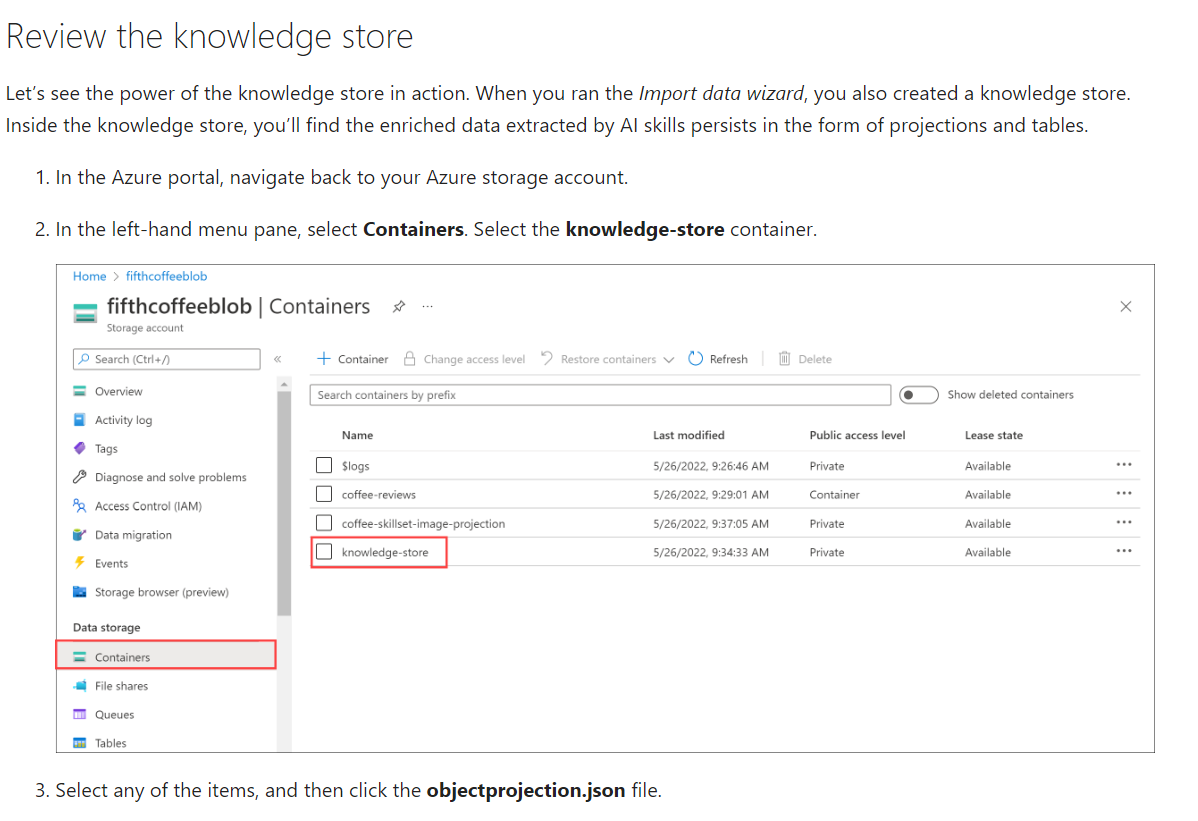 Review the knowledge store
Let’s see the power of the knowledge store in action. When you ran the Import data wizard, you also created a knowledge store.
Inside the knowledge store, you’ll find the enriched data extracted by AI skills persists in the form of projections and tables.
1. In the Azure portal, navigate back to your Azure storage account.
2. In the left-hand menu pane, select Containers. Select the knowledge-store container.
Home > fifthcoffeeblob
fifthcoffeeblob | Containers ...
Storage account
Search (Ctrl+/) «
Container Change access level Restore containers Refresh Delete
Search containers by prefix Show deleted containers
Overview
Activity log
Tags
Diagnose and solve problems
Access Control (IAM)
Data migration
Events
Storage browser (preview)
Data storage
Containers
File shares
Queues
Tables
Name Last modified Public access level Lease state
$logs 5/26/2022, 9:26:46 AM Private Available ...
coffee-reviews 5/26/2022, 9:29:01 AM Container Available ...
coffee-skillset-image-projection 5/26/2022, 9:37:05 AM Private Available ...
knowledge-store 5/26/2022, 9:34:33 AM Private Available ...
3. Select any of the items, and then click the objectprojection.json file.